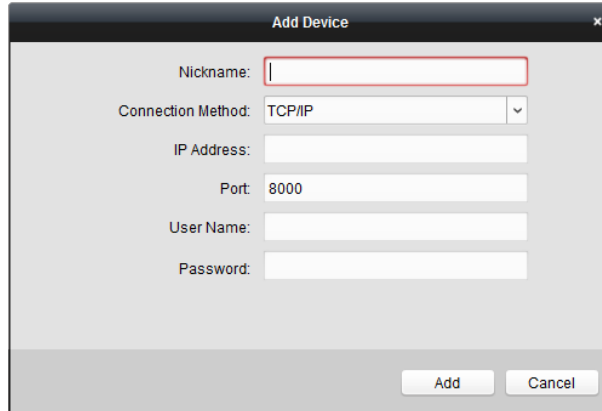 Add Device ×
Nickname:
Connection Method: TCP/IP
IP Address:
Port: 8000
User Name:
Password:
Add Cancel